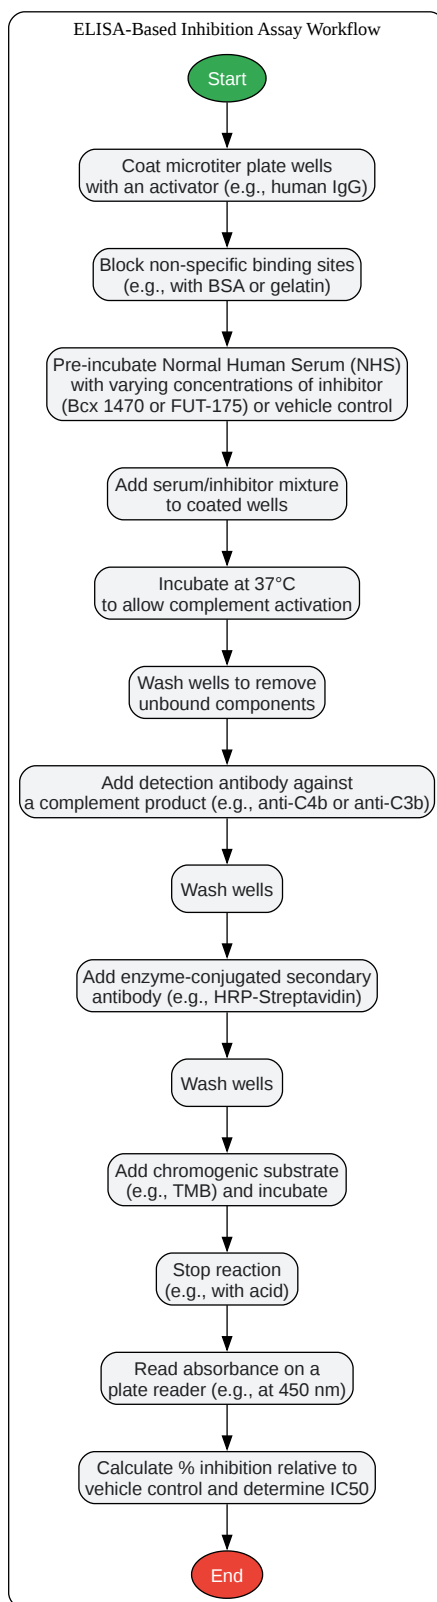 ELISA-Based Inhibition Assay Workflow
Start
Coat microtiter plate wells
with an activator (e.g., human IgG)
Block non-specific binding sites
(e.g., with BSA or gelatin)
Pre-incubate Normal Human Serum (NHS)
with varying concentrations of inhibitor
(Bcx 1470 or FUT-175) or vehicle control
Add serum/inhibitor mixture
to coated wells
Incubate at 37°C
to allow complement activation
Wash wells to remove
unbound components
Add detection antibody against
a complement product (e.g., anti-C4b or anti-C3b)
Wash wells
Add enzyme-conjugated secondary
antibody (e.g., HRP-Streptavidin)
Wash wells
Add chromogenic substrate
(e.g., TMB) and incubate
Stop reaction
(e.g., with acid)
Read absorbance on a
plate reader (e.g., at 450 nm)
Calculate % inhibition relative to
vehicle control and determine IC50
End